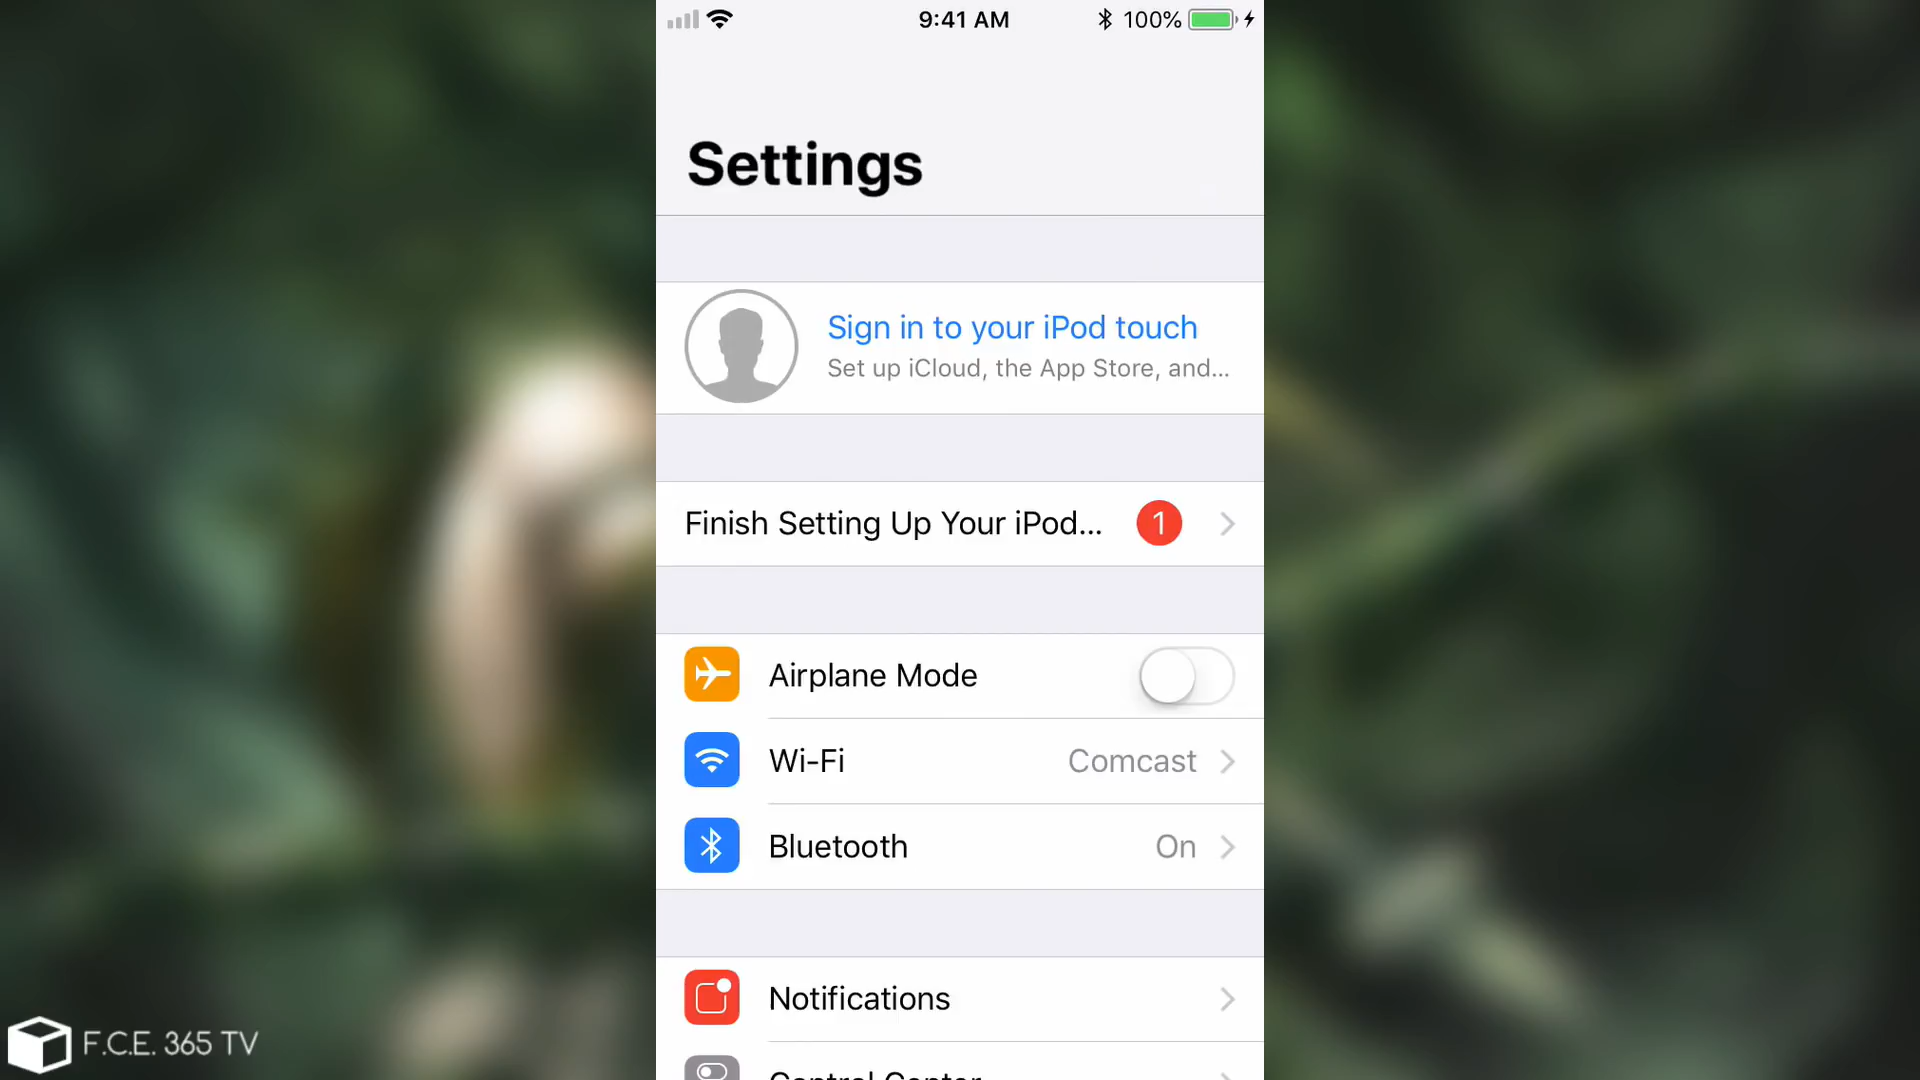 9:41 AM
100%
Settings
Sign in to your iPod touch
Set up iCloud, the App Store, and...
Finish Setting Up Your iPod...
1
Airplane Mode
Wi-Fi
Comcast
Bluetooth
On
Notifications
Control Center
F.C.E. 365 TV